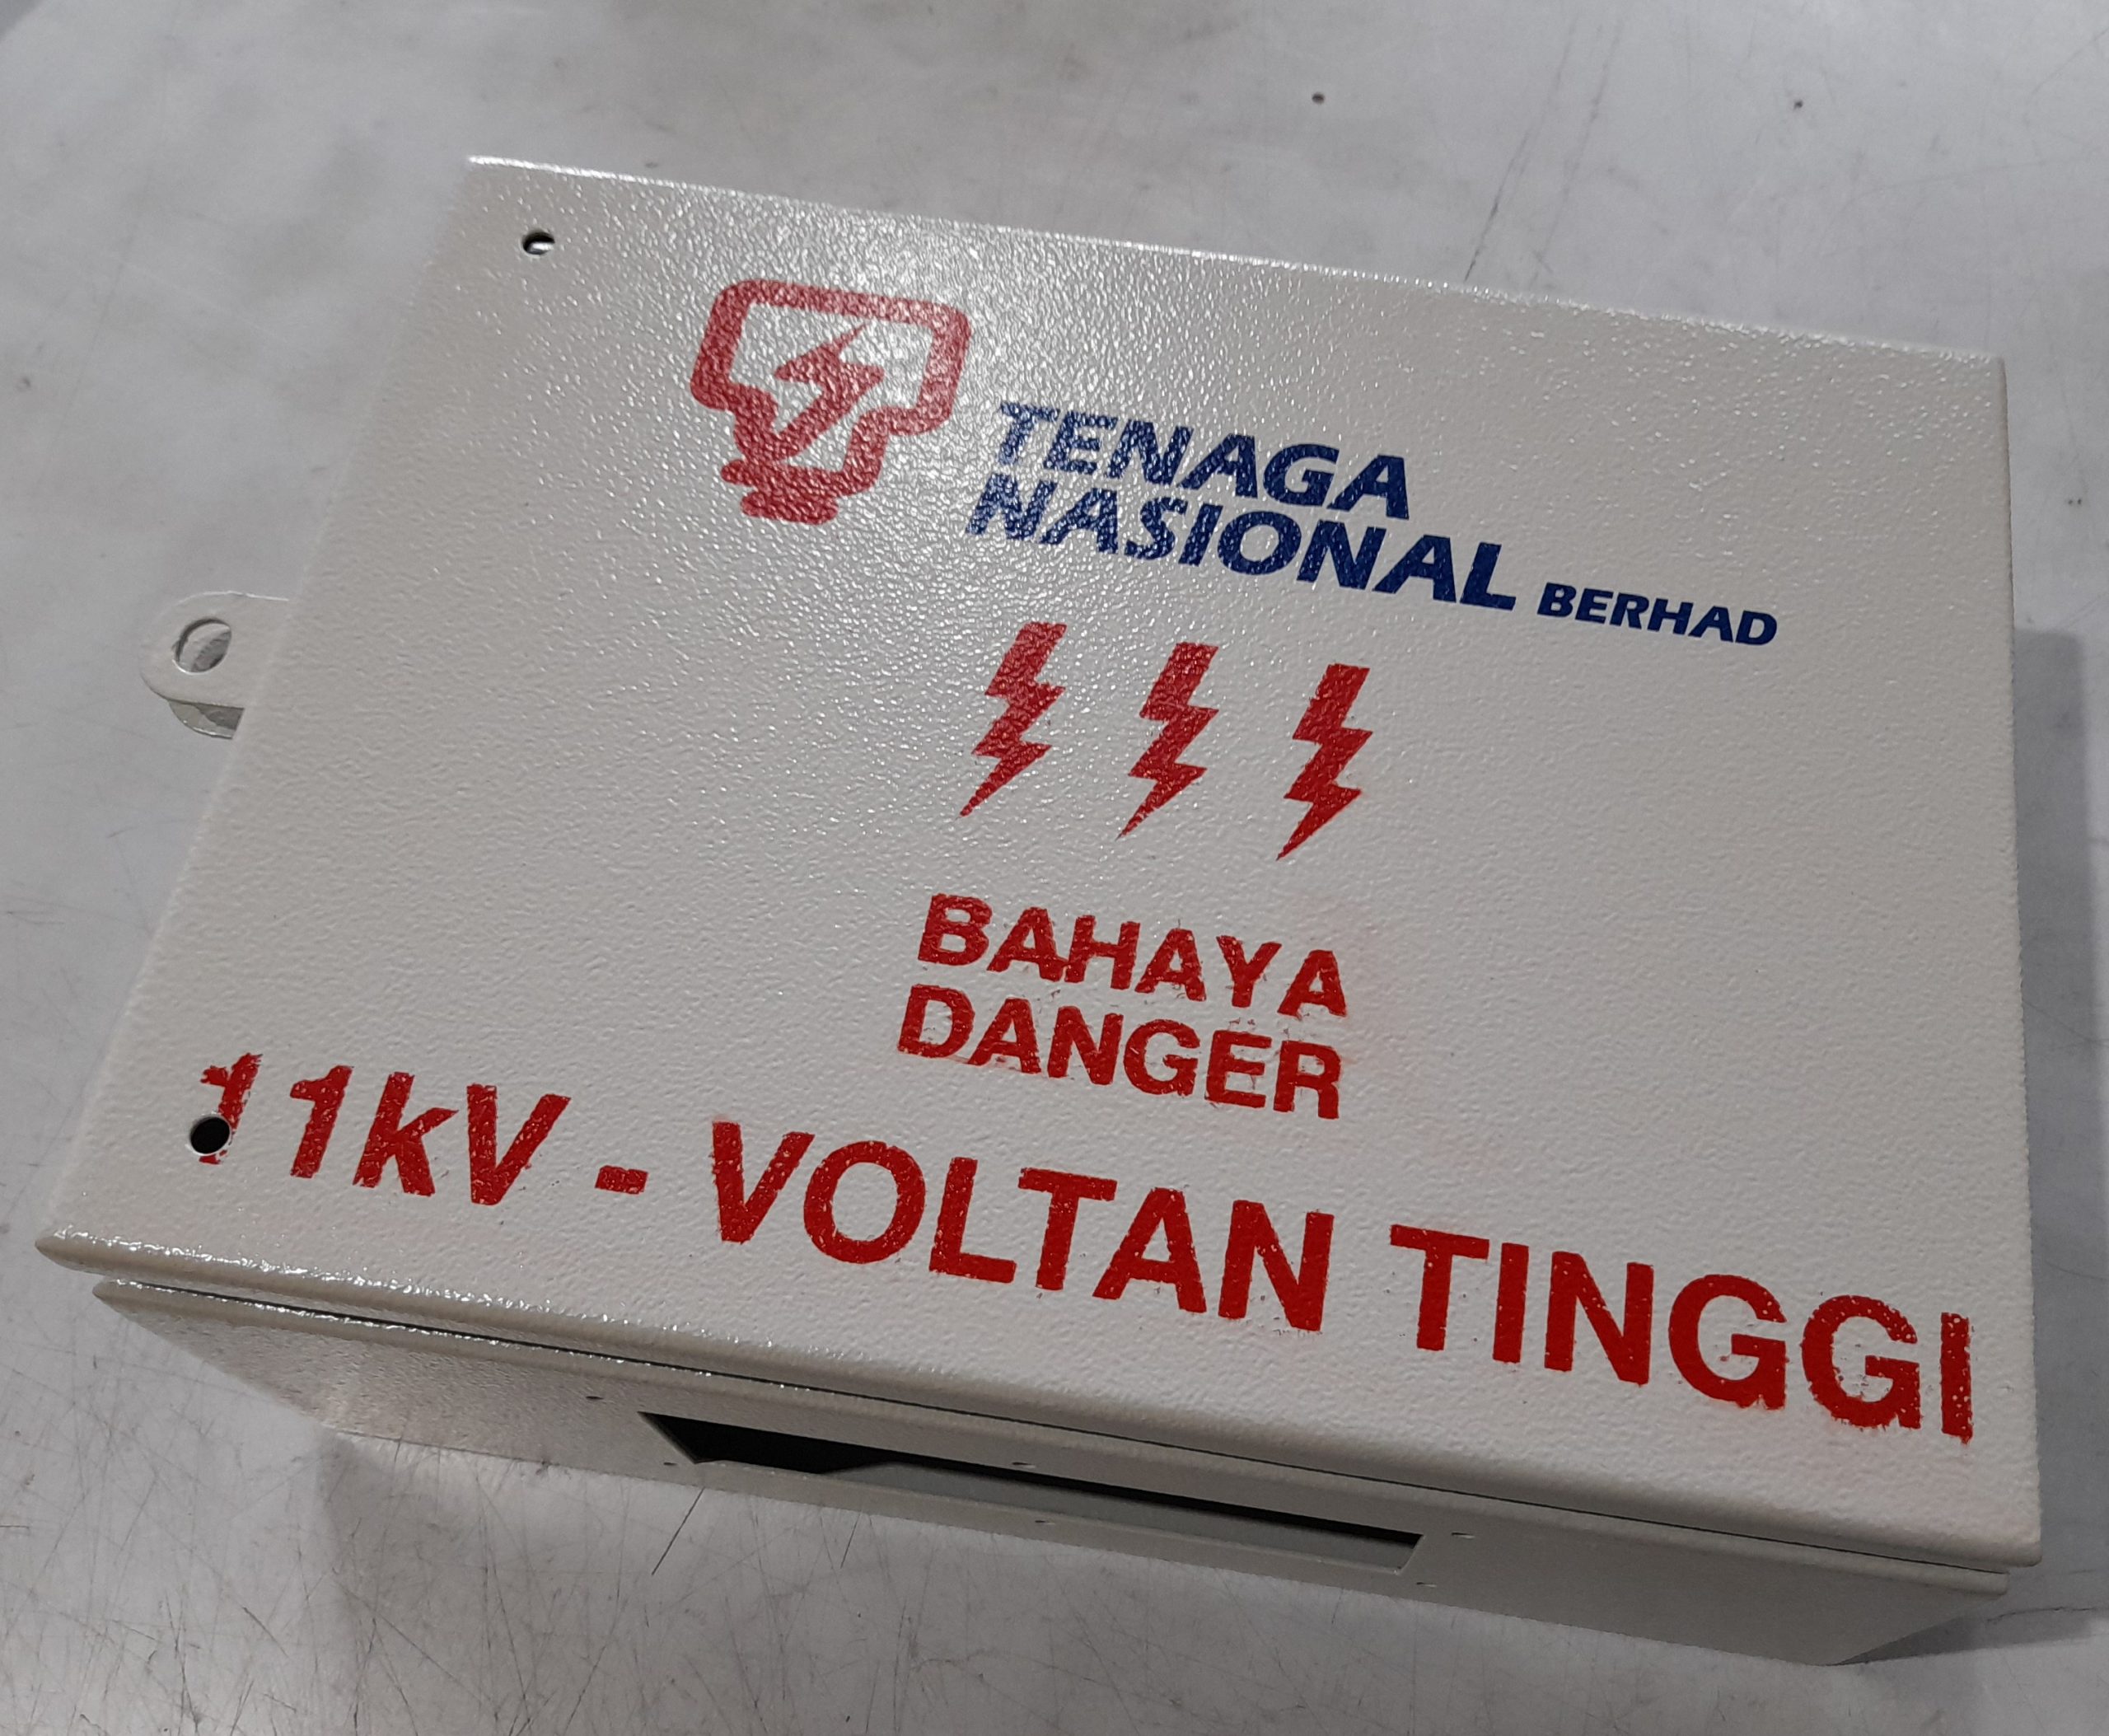 TENAGA
NASIONAL BERHAD
BAHAYA
DANGER
11kV - VOLTAN TINGGI